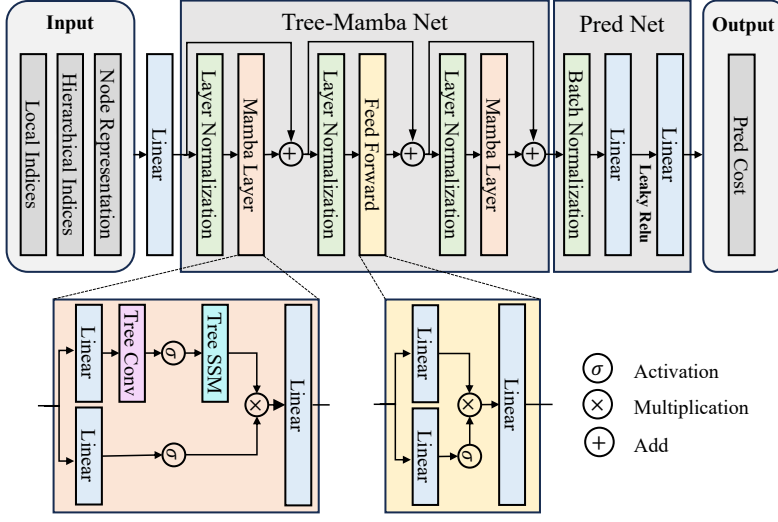 Input
Tree-Mamba Net
Pred Net
Output
Local Indices
Hierarchical Indices
Node Representation
Linear
Layer Normalization
Mamba Layer
+
Layer Normalization
Feed Forward
+
Layer Normalization
Mamba Layer
+
Batch Normalization
Linear
Leaky Relu
Linear
Pred Cost
Linear
Tree Conv
σ
Tree SSM
×
Linear
Linear
σ
Linear
×
Linear
Linear
σ
σ Activation
× Multiplication
+ Add